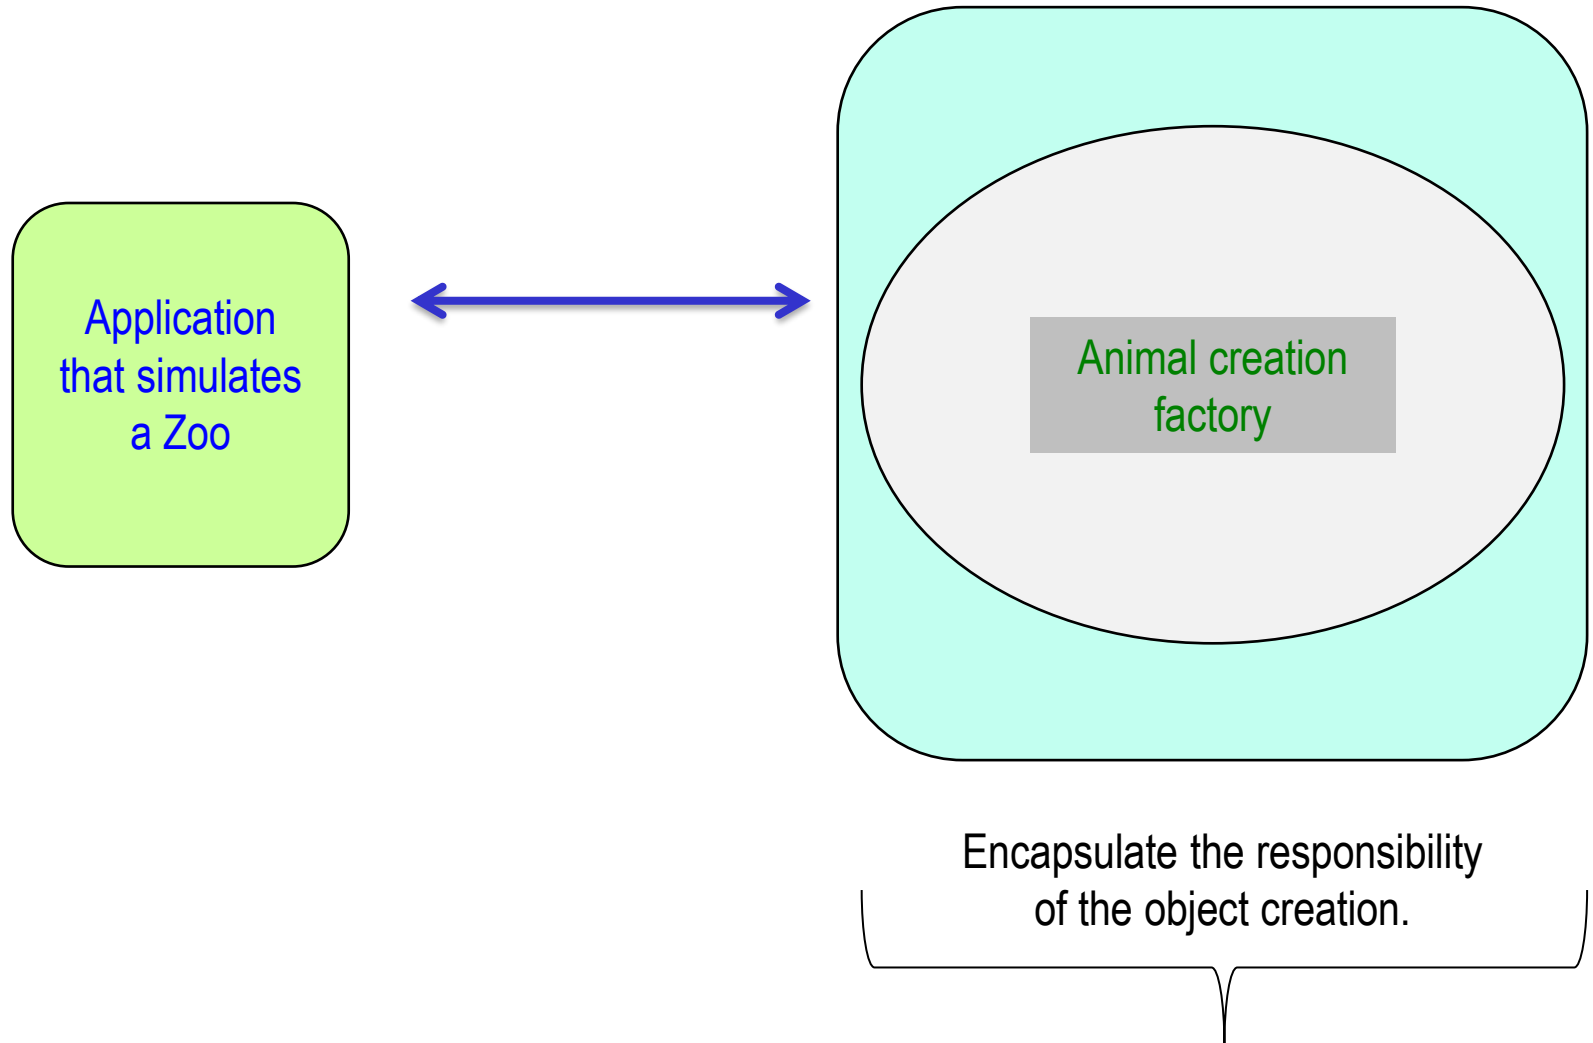 Application
that simulates
a Zoo
Animal creation
factory
Encapsulate the responsibility
of the object creation.